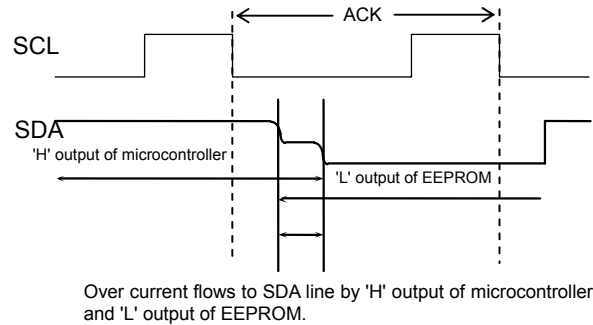 ACK
SCL
SDA
'H' output of microcontroller
'L' output of EEPROM
Over current flows to SDA line by 'H' output of microcontroller
and 'L' output of EEPROM.